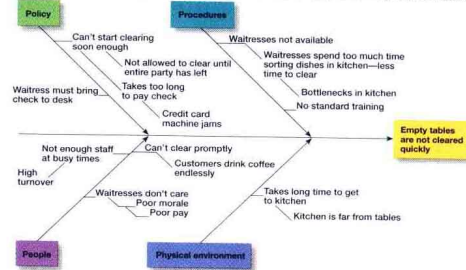 Policy
Procedures
Can't start clearing
soon enough
Waitresses not available
Not allowed to clear until
entire party has left
Waitresses spend too much time
sorting dishes in kitchen—less
time to clear
Waitress must bring
check to desk
Takes too long
to pay check
Bottlenecks in kitchen
Credit card
machine jams
No standard training
Empty tables
are not cleared
quickly
Not enough staff
at busy times
Can't clear promptly
High
turnover
Customers drink coffee
endlessly
Waitresses don't care
Poor morale
Poor pay
Takes long time to get
to kitchen
Kitchen is far from tables
People
Physical environment